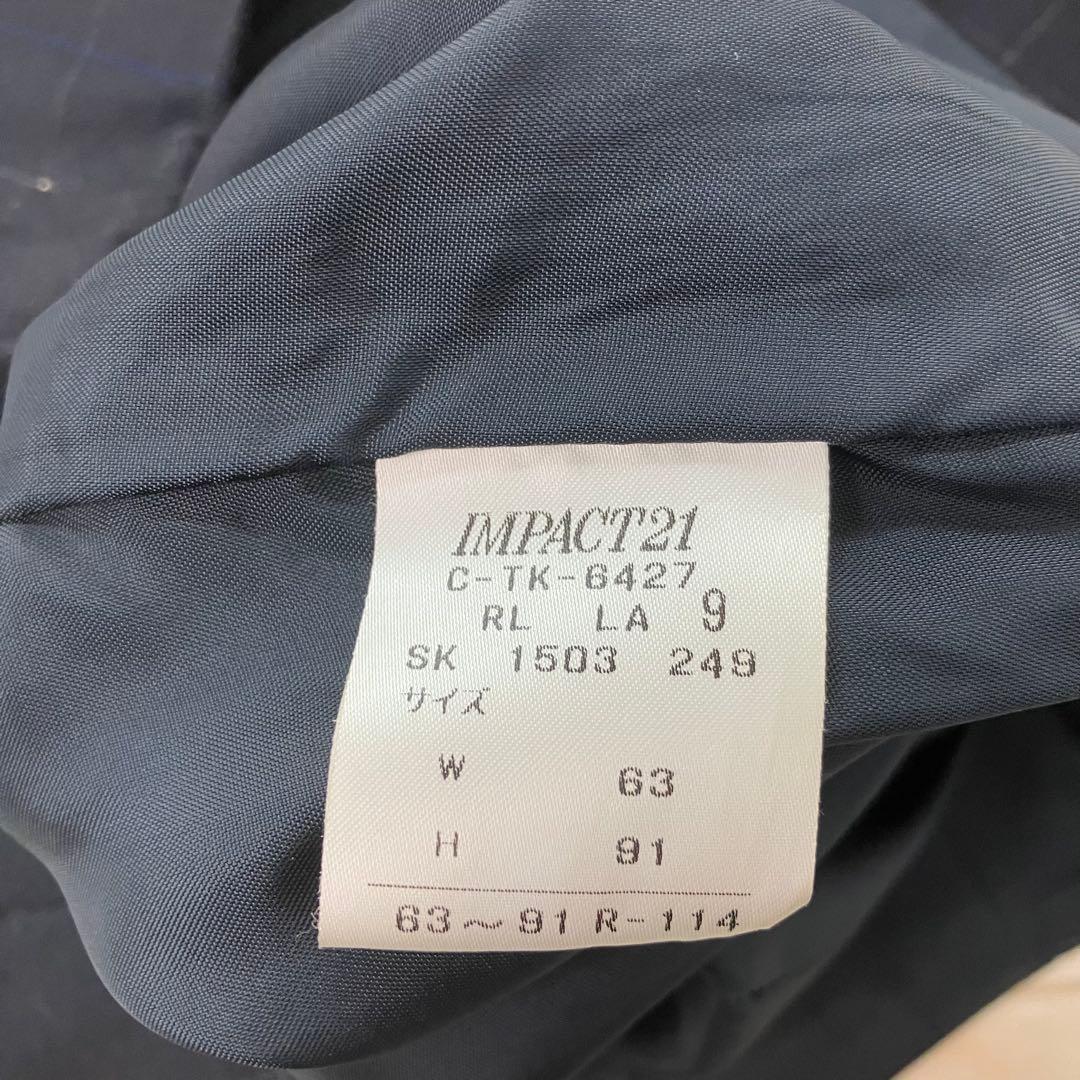 IMPACT21
C-TK-6427
RL LA 9
SK 1503 249
サイズ
W 63
H 91
63～91 R-114